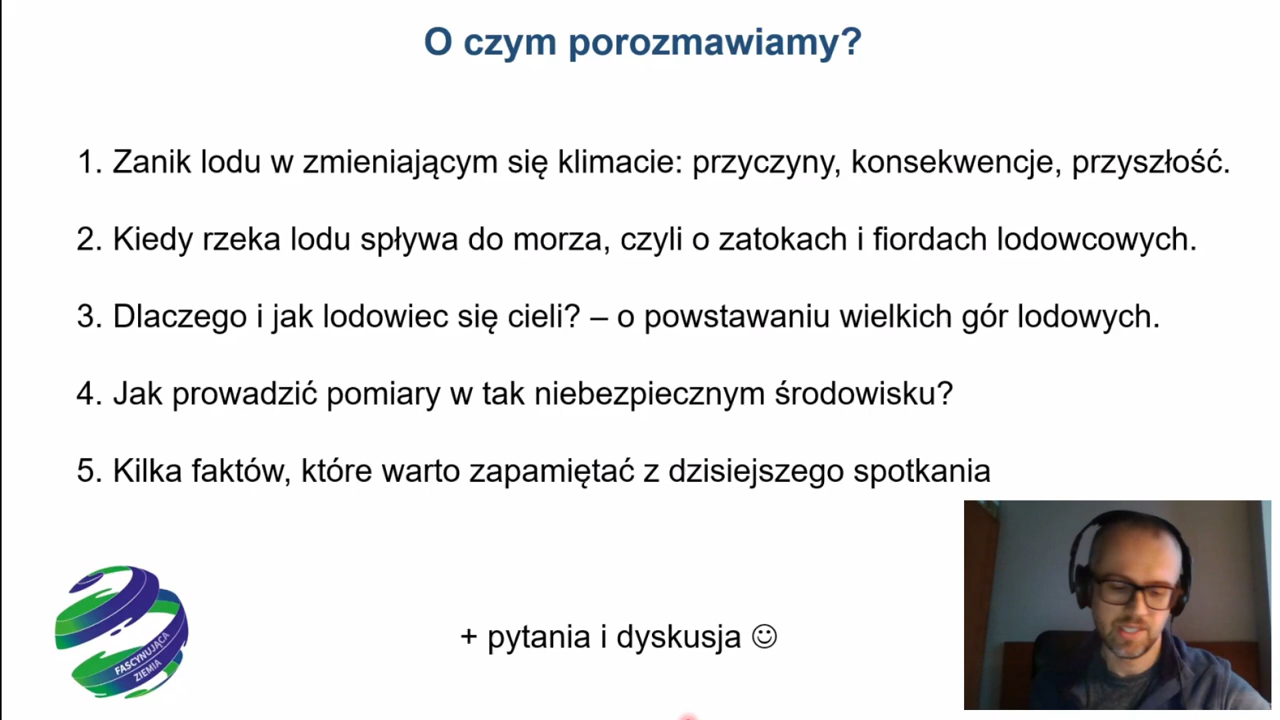 O czym porozmawiamy?
1. Zanik lodu w zmieniającym się klimacie: przyczyny, konsekwencje, przyszłość.
2. Kiedy rzeka lodu spływa do morza, czyli o zatokach i fiordach lodowcowych.
3. Dlaczego i jak lodowiec się cieli? – o powstawaniu wielkich gór lodowych.
4. Jak prowadzić pomiary w tak niebezpiecznym środowisku?
5. Kilka faktów, które warto zapamiętać z dzisiejszego spotkania
+ pytania i dyskusja ☺
FASCYNUJĄCA
ZIEMIA